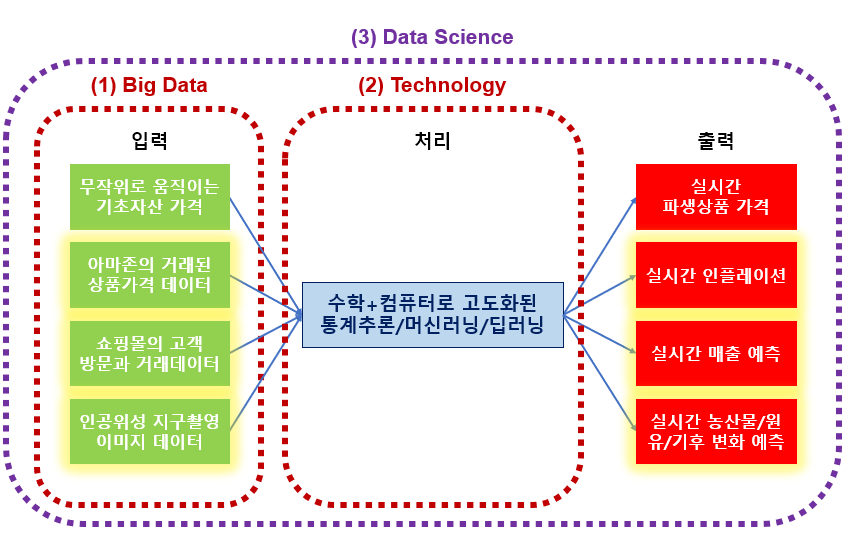 (3) Data Science
(1) Big Data
(2) Technology
입력
처리
출력
무작위로 움직이는
기초자산 가격
아마존의 거래된
상품가격 데이터
쇼핑몰의 고객
방문과 거래데이터
인공위성 지구촬영
이미지 데이터
수학+컴퓨터로 고도화된
통계추론/머신러닝/딥러닝
실시간
파생상품 가격
실시간 인플레이션
실시간 매출 예측
실시간 농산물/원
유/기후 변화 예측